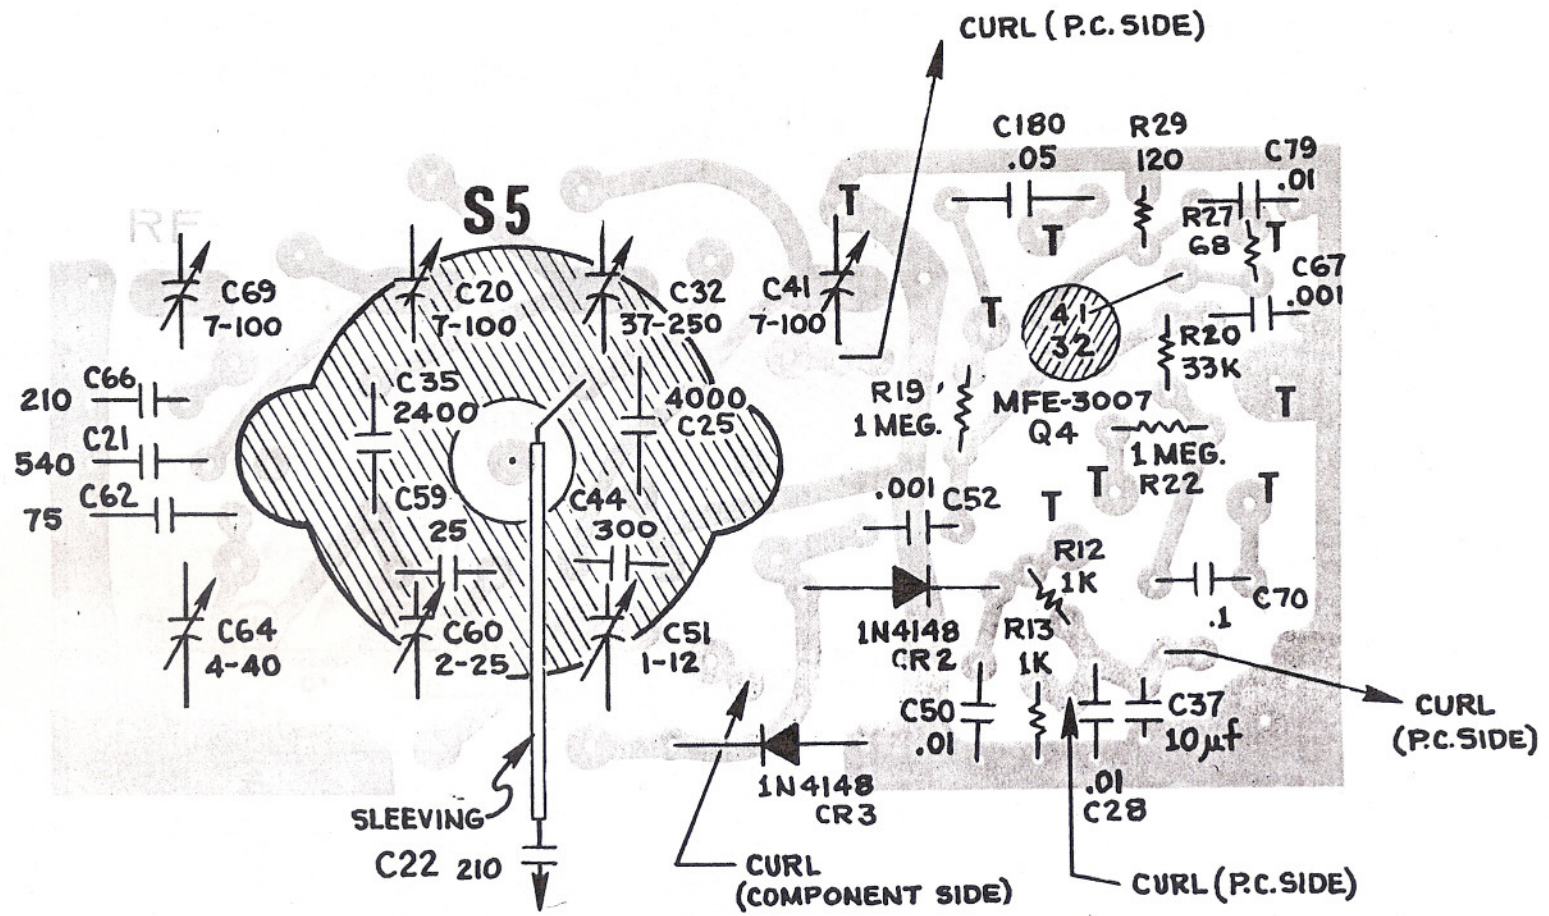 CURL (P.C. SIDE)
C180
.05
R29
120
C79
.01
S5
T
RF
R27
68
T
T
C69
7-100
C20
7-100
C32
37-250
C41
7-100
C67
.001
T
41
32
R20
33K
C66
210
C35
2400
4000
C25
R19
1 MEG.
MFE-3007
Q4
T
C21
540
1 MEG.
R22
C62
75
C59
25
C44
300
.001 C52
T
T
T
R12
1K
C70
.1
C64
4-40
C60
2-25
C51
1-12
1N4148
CR2
R13
1K
C50
.01
C37
10µf
CURL
(P.C. SIDE)
1N4148
CR3
.01
C28
SLEEVING
C22 210
CURL
(COMPONENT SIDE)
CURL (P.C. SIDE)